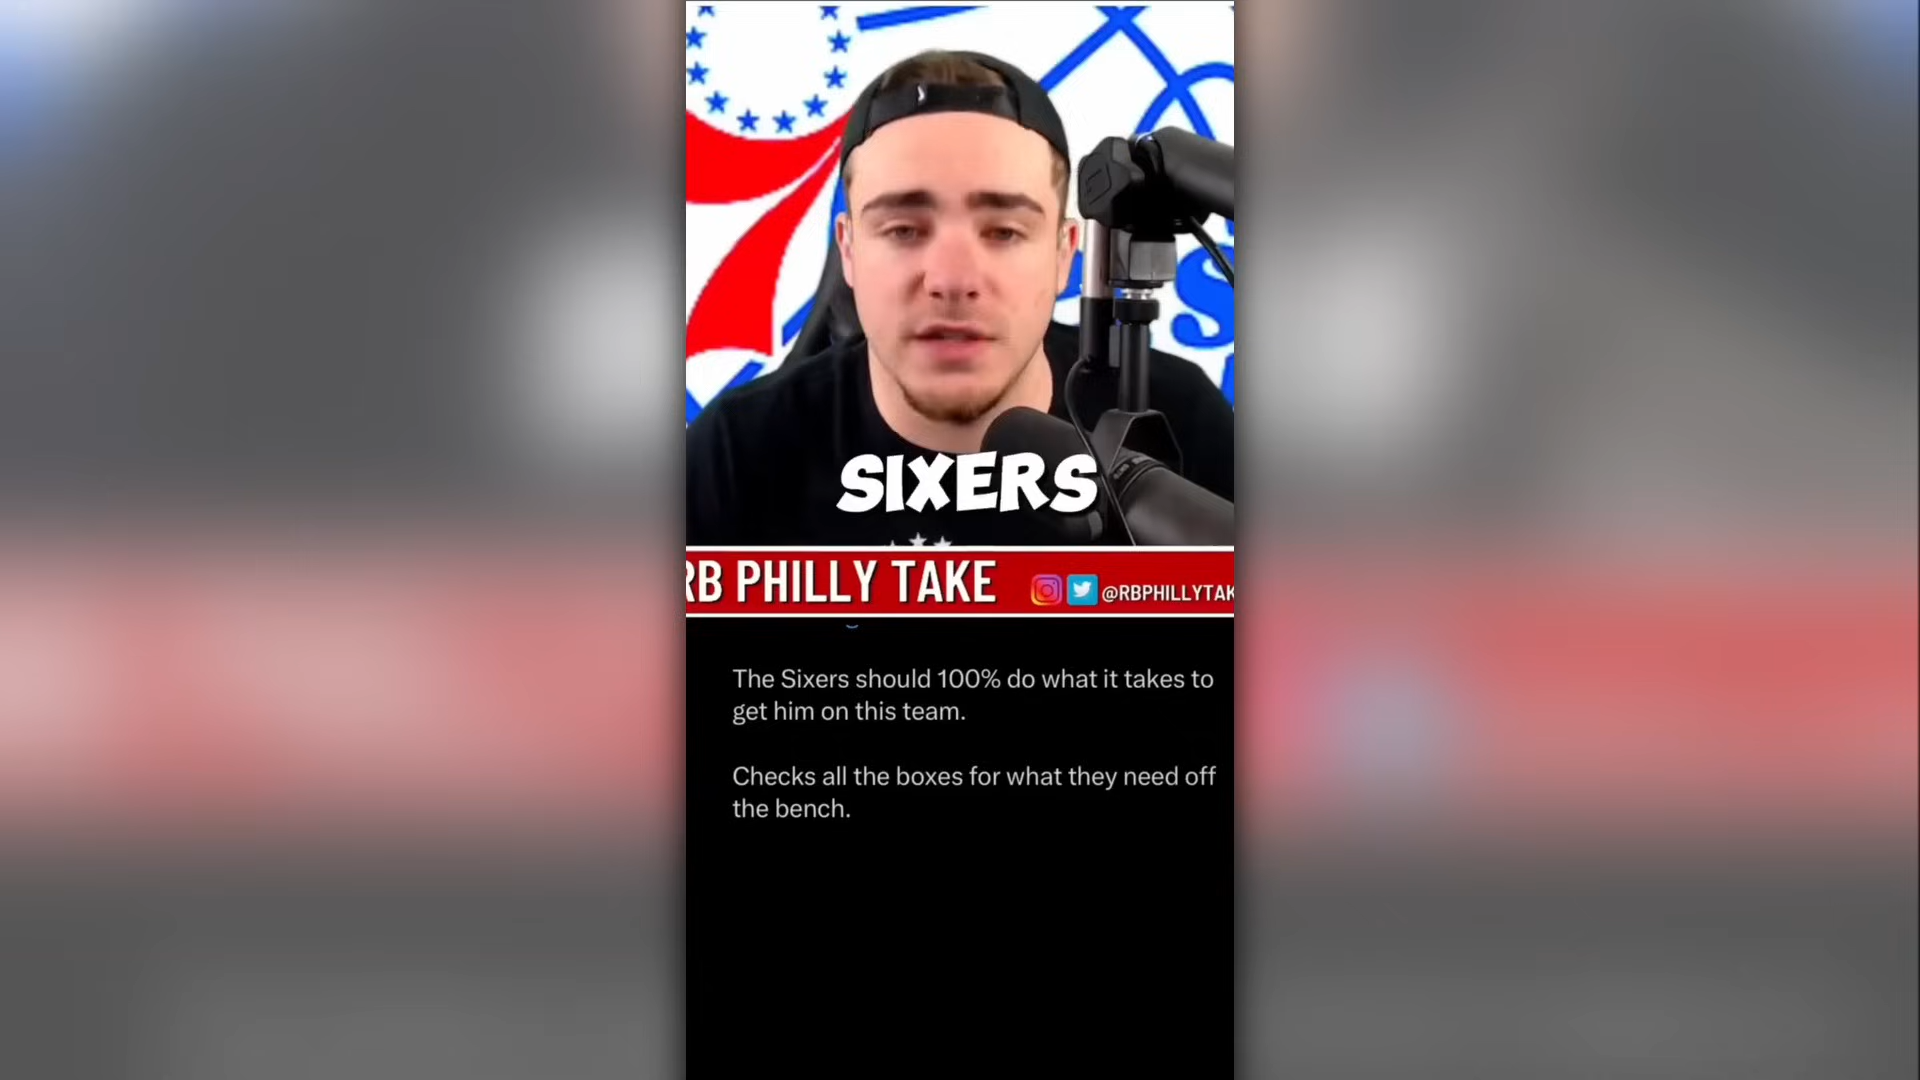 SIXERS
RB PHILLY TAKE
@RBPHILLYTAK
The Sixers should 100% do what it takes to
get him on this team.
Checks all the boxes for what they need off
the bench.